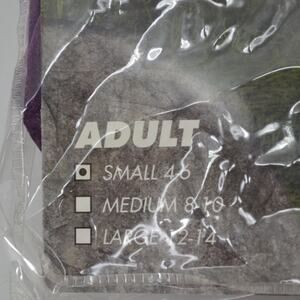 ADULT
SMALL 4-6
MEDIUM 8-10
LARGE 12-14